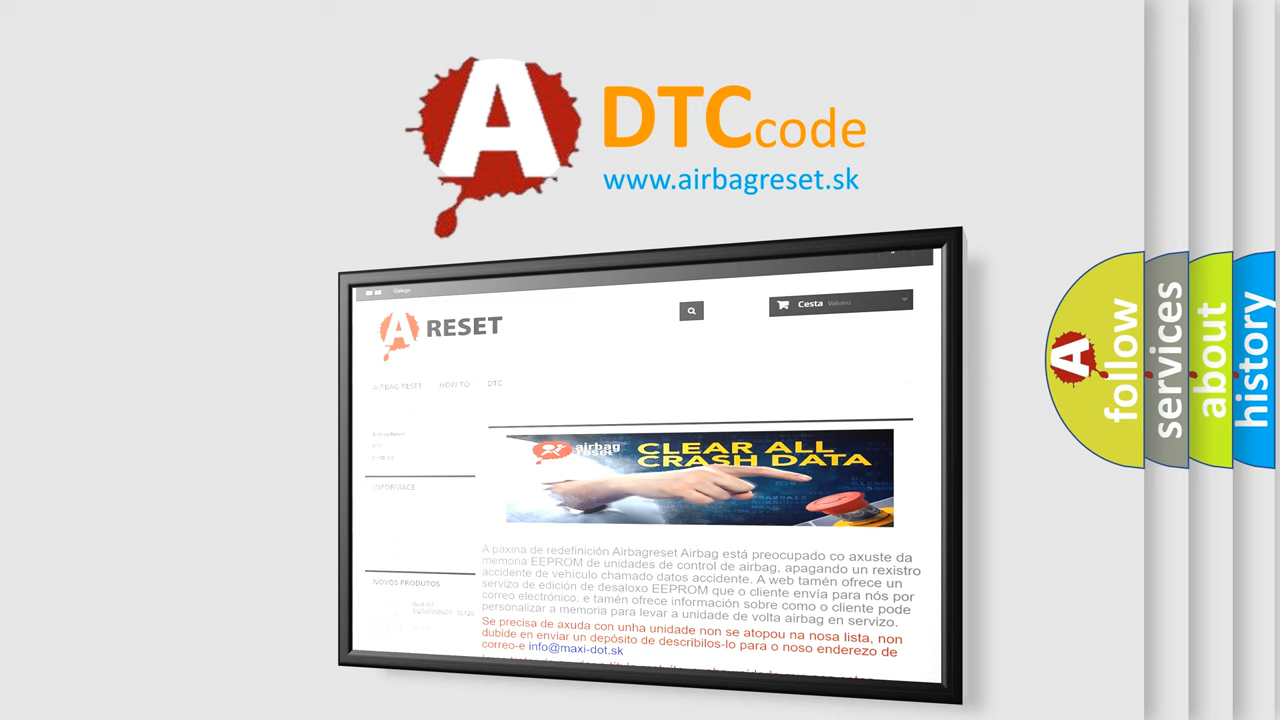 A DTC code
www.airbagreset.sk
Galego
A RESET
Cesta Valeiro
AIRBAG RESET HOW TO DTC
INFORMACE
NOVOS PRODUTOS
airbag
reset
CLEAR ALL
CRASH DATA
A páxina de redefinición Airbagreset Airbag está preocupado co axuste da
memoria EEPROM de unidades de control de airbag, apagando un rexistro
accidente de vehículo chamado datos accidente. A web tamén ofrece un
servizo de edición de desaloxo EEPROM que o cliente envía para nós por
correo electrónico, e tamén ofrece información sobre como o cliente pode
personalizar a memoria para levar a unidade de volta airbag en servizo.
Se precisa de axuda con unha unidade non se atopou na nosa lista, non
dubide en enviar un depósito de describilos-lo para o noso enderezo de
correo-e info@maxi-dot.sk
A
follow
services
about
history